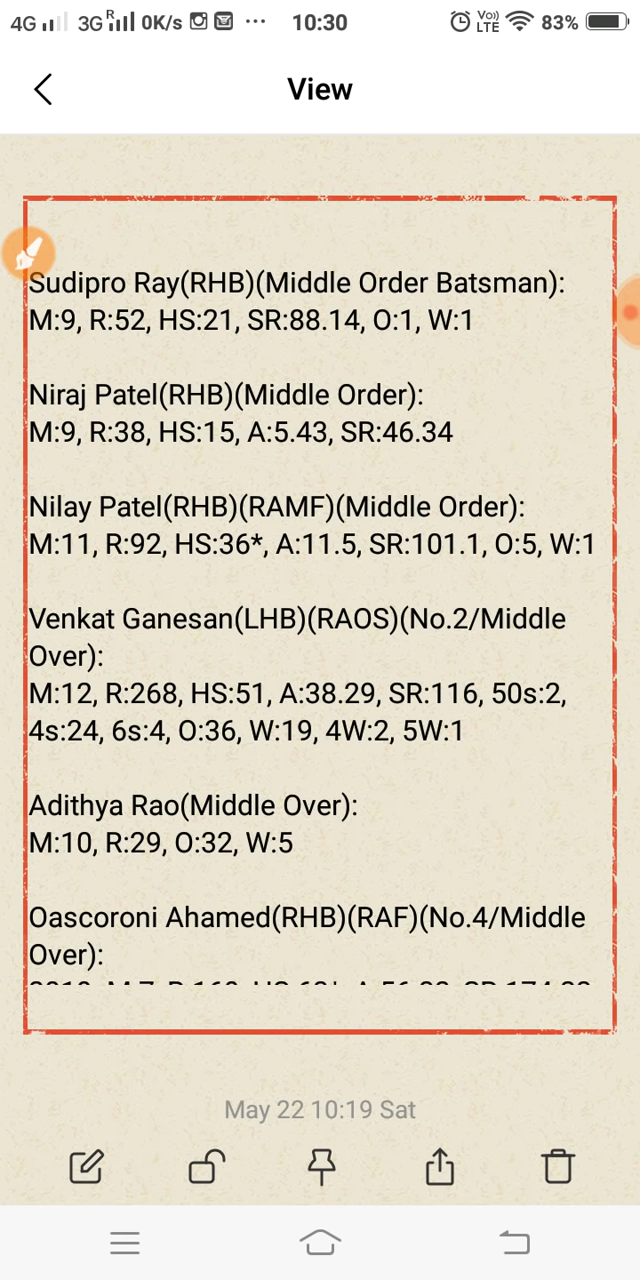 4G 3G R 0K/s ... 10:30 Vo)) LTE 83%
View
Sudipro Ray(RHB)(Middle Order Batsman):
M:9, R:52, HS:21, SR:88.14, O:1, W:1
Niraj Patel(RHB)(Middle Order):
M:9, R:38, HS:15, A:5.43, SR:46.34
Nilay Patel(RHB)(RAMF)(Middle Order):
M:11, R:92, HS:36*, A:11.5, SR:101.1, O:5, W:1
Venkat Ganesan(LHB)(RAOS)(No.2/Middle
Over):
M:12, R:268, HS:51, A:38.29, SR:116, 50s:2,
4s:24, 6s:4, O:36, W:19, 4W:2, 5W:1
Adithya Rao(Middle Over):
M:10, R:29, O:32, W:5
Oascoroni Ahamed(RHB)(RAF)(No.4/Middle
Over):
May 22 10:19 Sat